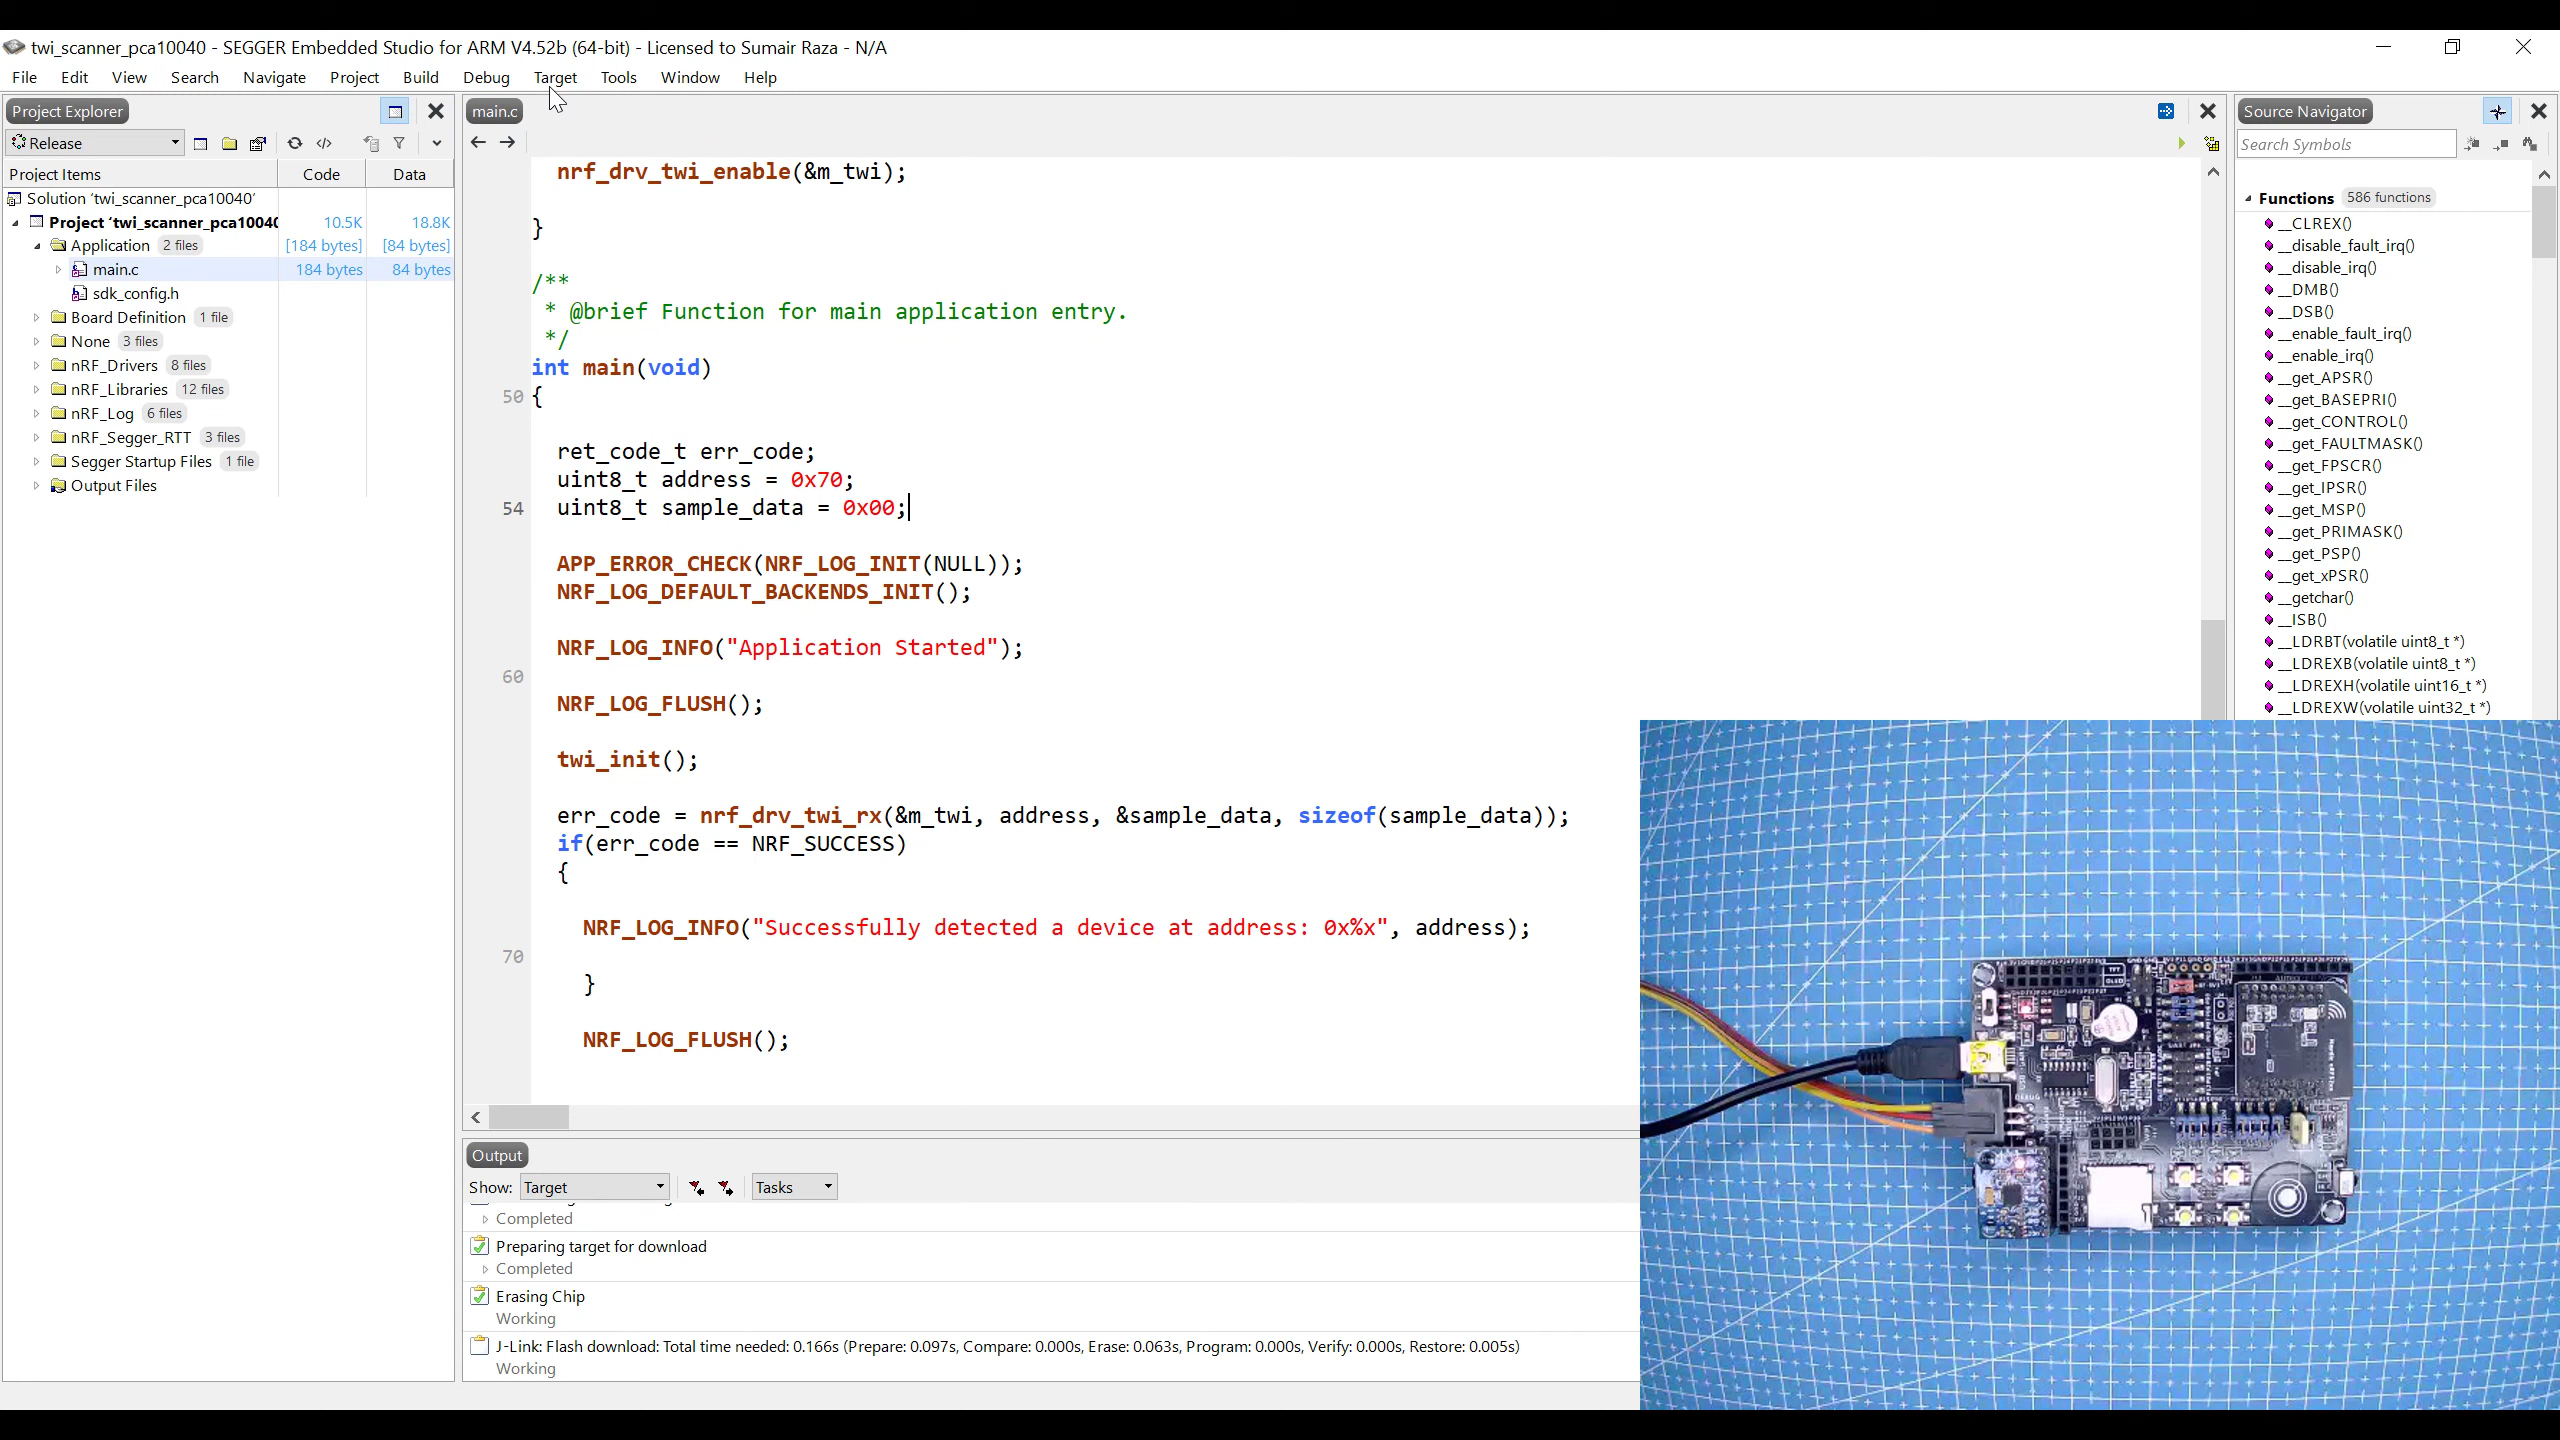 twi_scanner_pca10040 - SEGGER Embedded Studio for ARM V4.52b (64-bit) - Licensed to Sumair Raza - N/A
File Edit View Search Navigate Project Build Debug Target Tools Window Help
Project Explorer
Release
Project Items Code Data
Solution 'twi_scanner_pca10040'
Project 'twi_scanner_pca10040 10.5K 18.8K
Application 2 files [184 bytes] [84 bytes]
main.c 184 bytes 84 bytes
sdk_config.h
Board Definition 1 file
None 3 files
nRF_Drivers 8 files
nRF_Libraries 12 files
nRF_Log 6 files
nRF_Segger_RTT 3 files
Segger Startup Files 1 file
Output Files
main.c
nrf_drv_twi_enable(&m_twi);
}
/**
* @brief Function for main application entry.
*/
int main(void)
50 {
ret_code_t err_code;
uint8_t address = 0x70;
54 uint8_t sample_data = 0x00;
APP_ERROR_CHECK(NRF_LOG_INIT(NULL));
NRF_LOG_DEFAULT_BACKENDS_INIT();
NRF_LOG_INFO("Application Started");
60
NRF_LOG_FLUSH();
twi_init();
err_code = nrf_drv_twi_rx(&m_twi, address, &sample_data, sizeof(sample_data));
if(err_code == NRF_SUCCESS)
{
NRF_LOG_INFO("Successfully detected a device at address: 0x%x", address);
70
}
NRF_LOG_FLUSH();
Output
Show: Target Tasks
Completed
Preparing target for download
Completed
Erasing Chip
Working
J-Link: Flash download: Total time needed: 0.166s (Prepare: 0.097s, Compare: 0.000s, Erase: 0.063s, Program: 0.000s, Verify: 0.000s, Restore: 0.005s)
Working
Source Navigator
Search Symbols
Functions 586 functions
__CLREX()
__disable_fault_irq()
__disable_irq()
__DMB()
__DSB()
__enable_fault_irq()
__enable_irq()
__get_APSR()
__get_BASEPRI()
__get_CONTROL()
__get_FAULTMASK()
__get_FPSCR()
__get_IPSR()
__get_MSP()
__get_PRIMASK()
__get_PSP()
__get_xPSR()
__getchar()
__ISB()
__LDRBT(volatile uint8_t *)
__LDREXB(volatile uint8_t *)
__LDREXH(volatile uint16_t *)
__LDREXW(volatile uint32_t *)